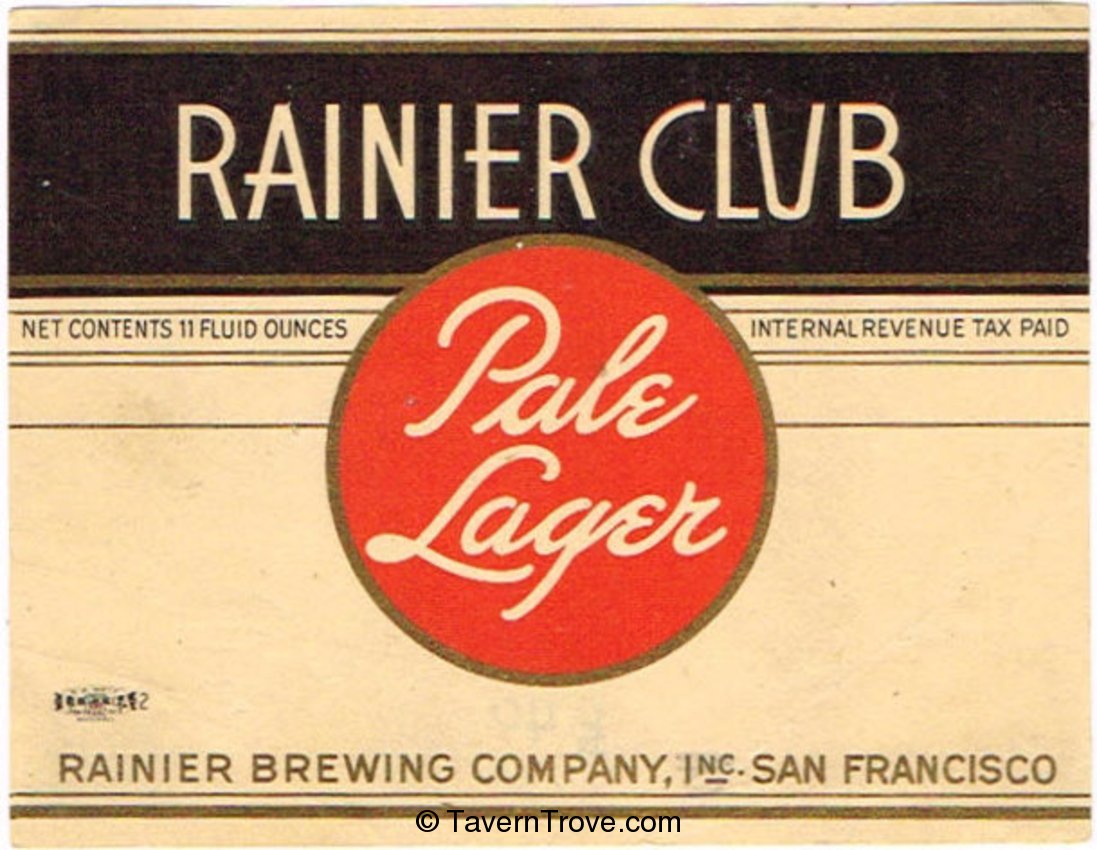 RAINIER CLUB
NET CONTENTS 11 FLUID OUNCES
INTERNAL REVENUE TAX PAID
Pale
Lager
RAINIER BREWING COMPANY, INC. SAN FRANCISCO
© TavernTrove.com